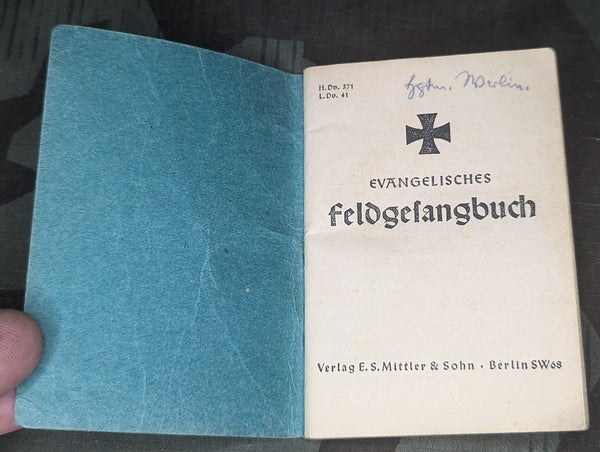 H.Dv. 371
L.Dv. 41
EVANGELISCHES
Feldgesangbuch
Verlag E. S. Mittler & Sohn · Berlin SW68